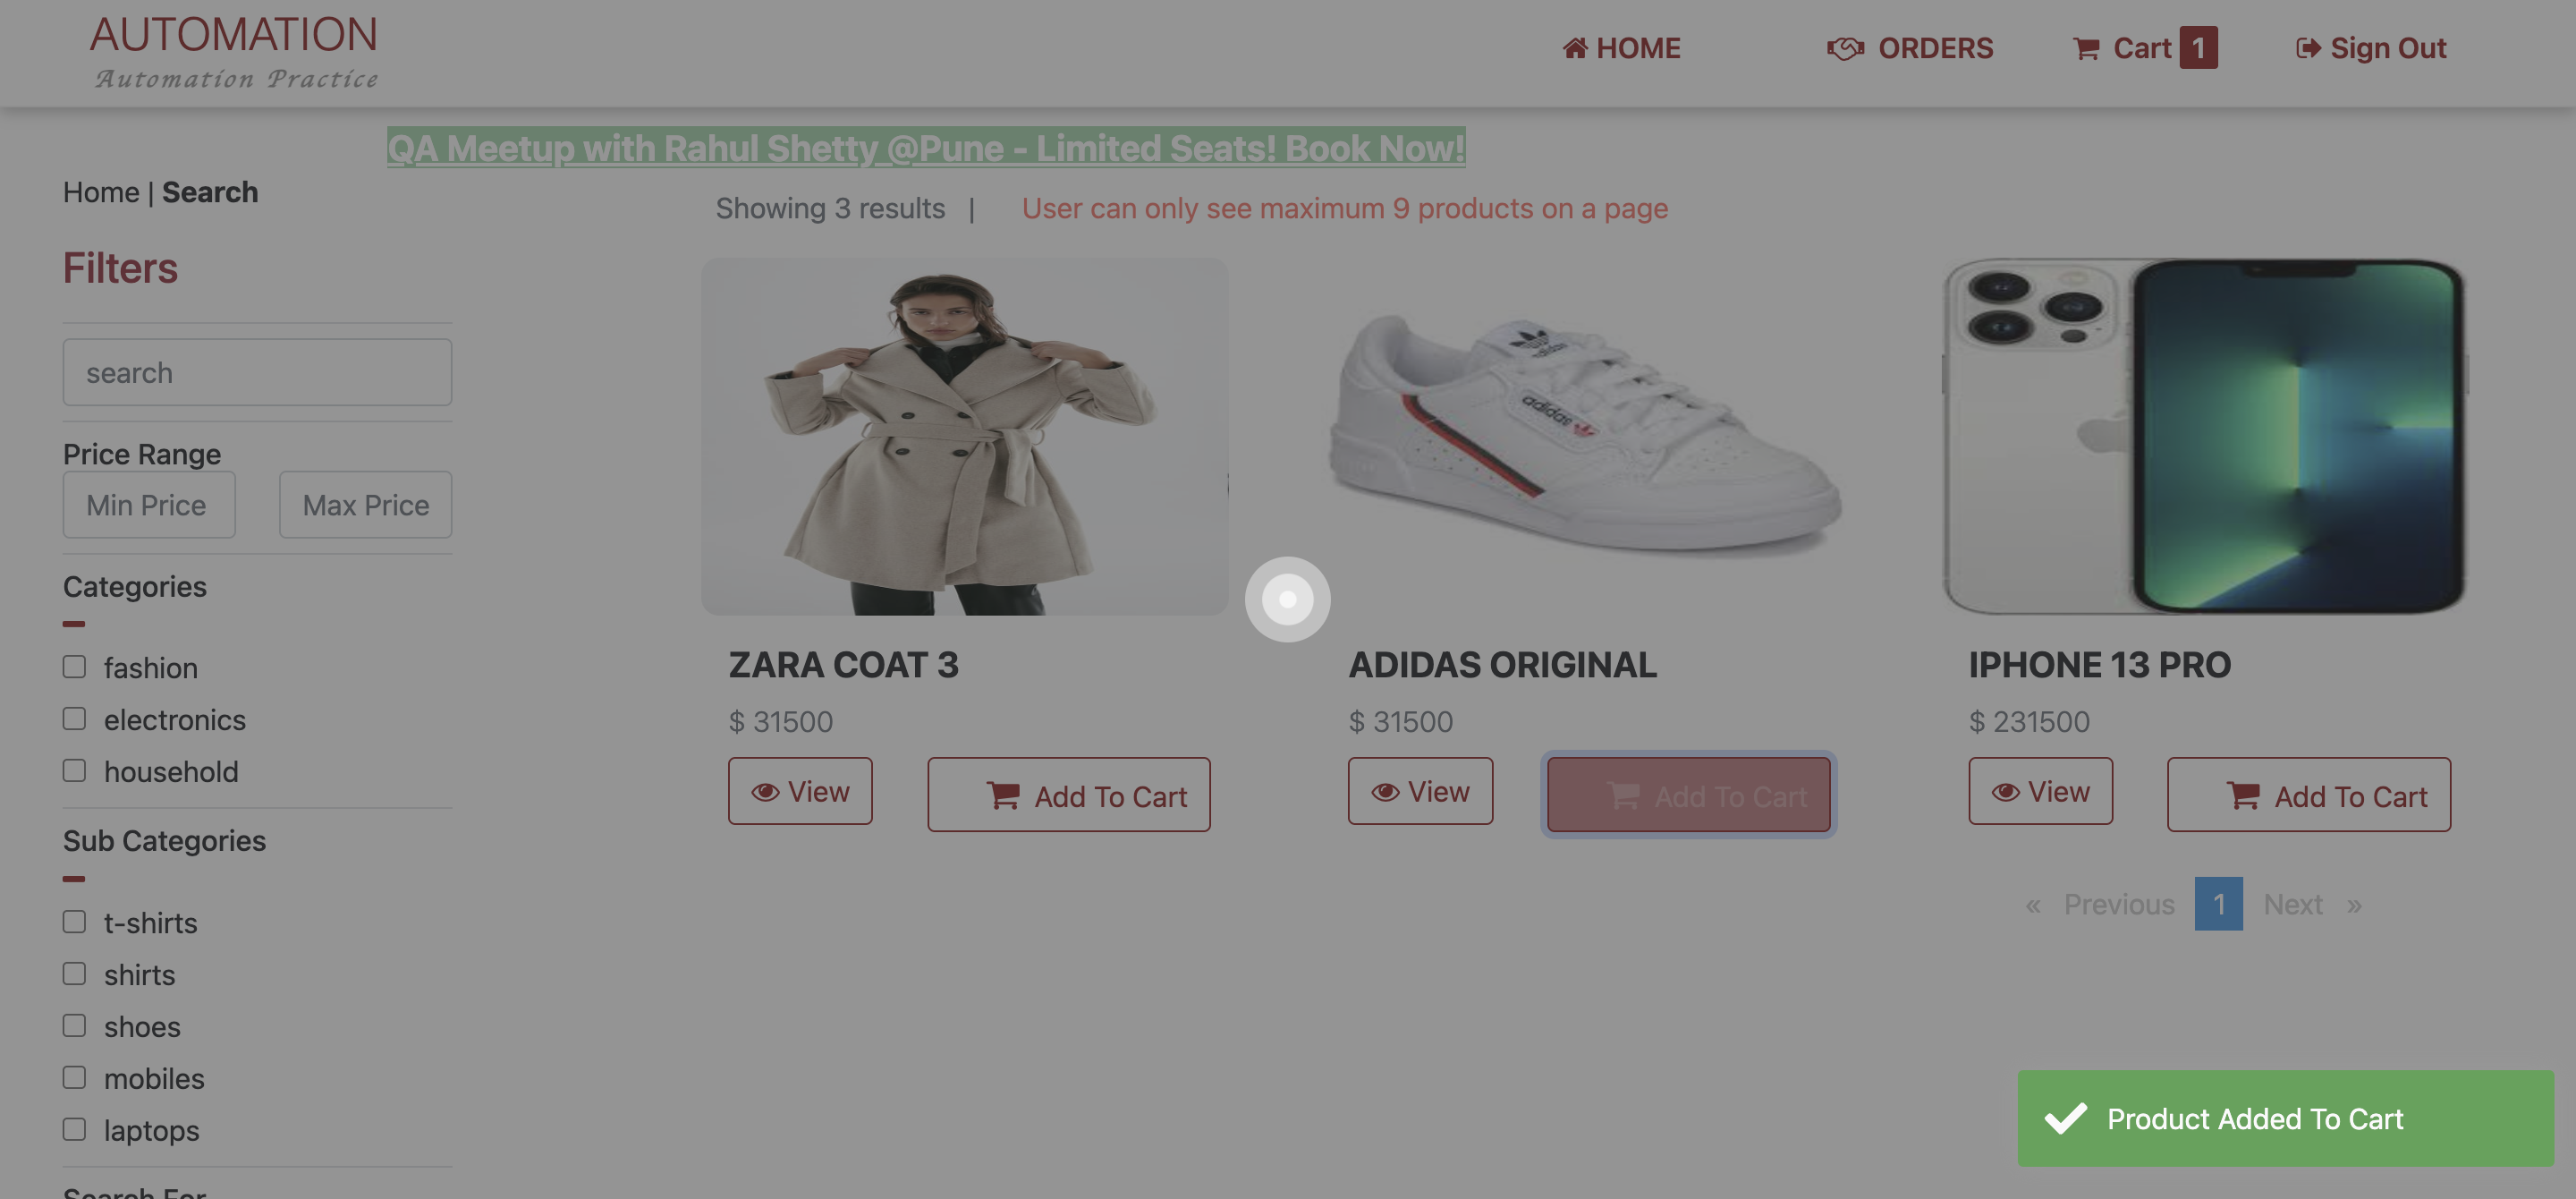 AUTOMATION
Automation Practice
HOME
ORDERS
Cart 1
Sign Out
QA Meetup with Rahul Shetty @Pune - Limited Seats! Book Now!
Home | Search
Showing 3 results |
User can only see maximum 9 products on a page
Filters
search
Price Range
Min Price
Max Price
Categories
fashion
electronics
household
Sub Categories
t-shirts
shirts
shoes
mobiles
laptops
Search For
adidas
adidas
ZARA COAT 3
$ 31500
View
Add To Cart
ADIDAS ORIGINAL
$ 31500
View
Add To Cart
IPHONE 13 PRO
$ 231500
View
Add To Cart
« Previous 1 Next »
Product Added To Cart